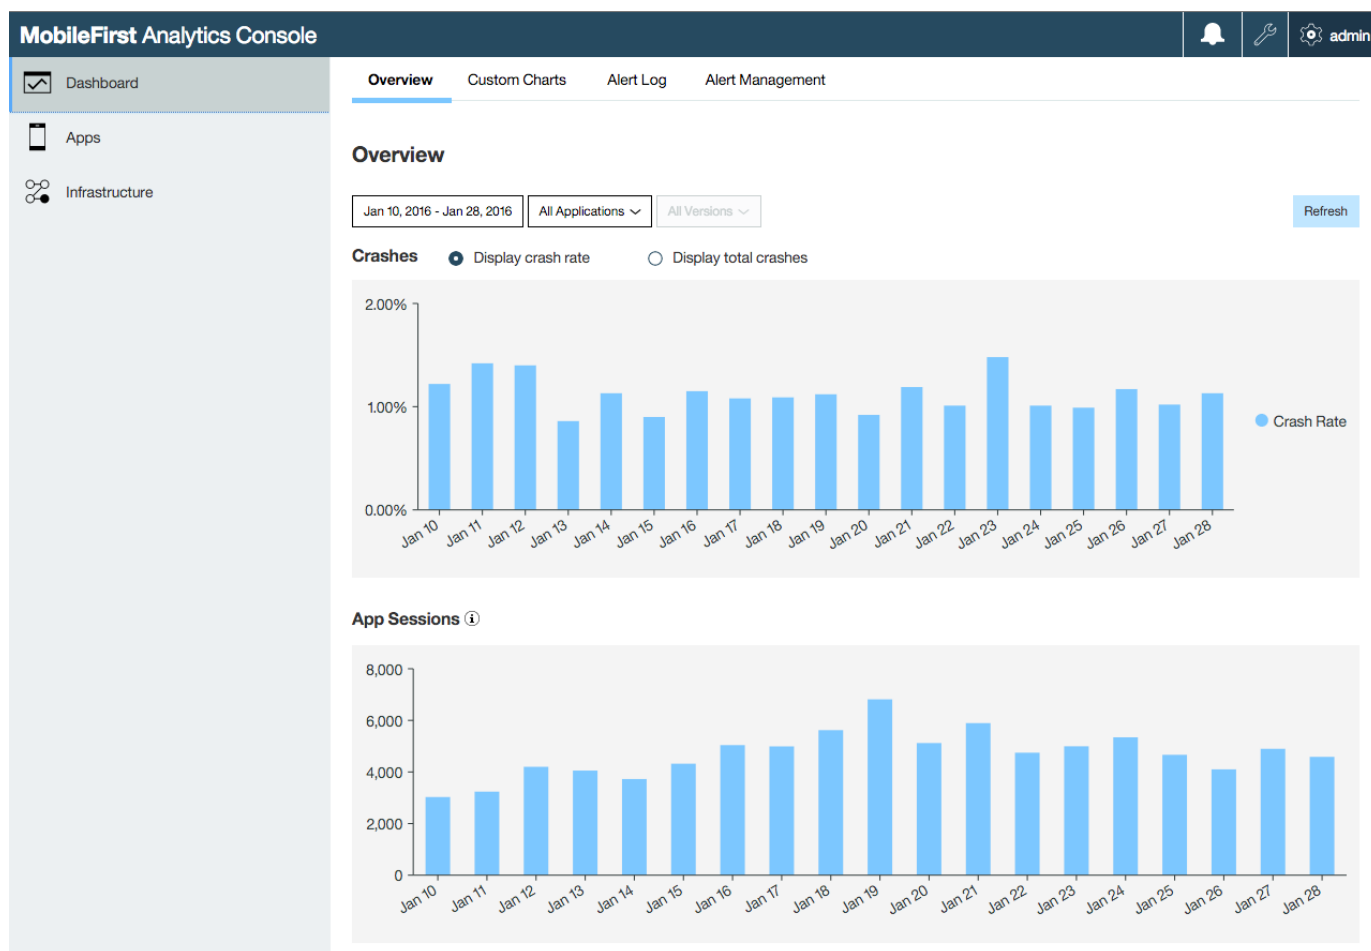 MobileFirst Analytics Console
admin
Dashboard
Apps
Infrastructure
Overview Custom Charts Alert Log Alert Management
Overview
Jan 10, 2016 - Jan 28, 2016 All Applications All Versions Refresh
Crashes Display crash rate Display total crashes
2.00%
1.00%
0.00%
Crash Rate
Jan 10 Jan 11 Jan 12 Jan 13 Jan 14 Jan 15 Jan 16 Jan 17 Jan 18 Jan 19 Jan 20 Jan 21 Jan 22 Jan 23 Jan 24 Jan 25 Jan 26 Jan 27 Jan 28
App Sessions
8,000
6,000
4,000
2,000
0
Jan 10 Jan 11 Jan 12 Jan 13 Jan 14 Jan 15 Jan 16 Jan 17 Jan 18 Jan 19 Jan 20 Jan 21 Jan 22 Jan 23 Jan 24 Jan 25 Jan 26 Jan 27 Jan 28